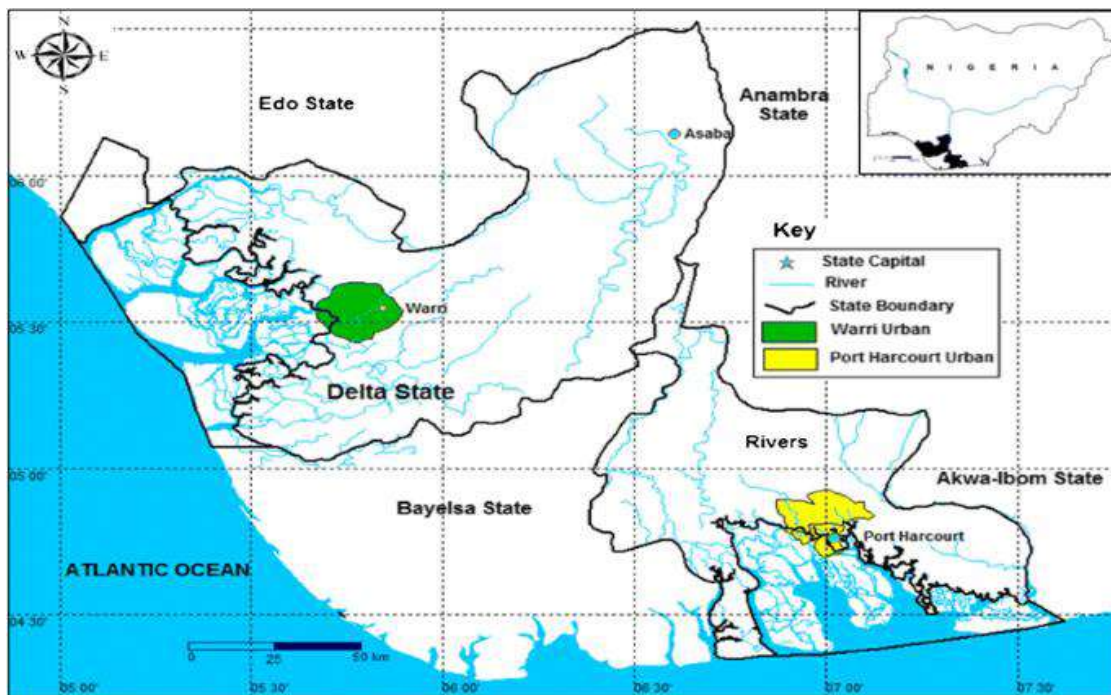 N
W
E
S
NIGERIA
Edo State
Anambra
State
Asaba
06 00'
Key
State Capital
River
State Boundary
Warri Urban
Port Harcourt Urban
Warri
05 30'
Delta State
Rivers
05 00'
Akwa-Ibom State
Bayelsa State
Port Harcourt
ATLANTIC OCEAN
04 30'
0
25
50 km
05 00'
05 30'
06 00'
06 30'
07 00'
07 30'